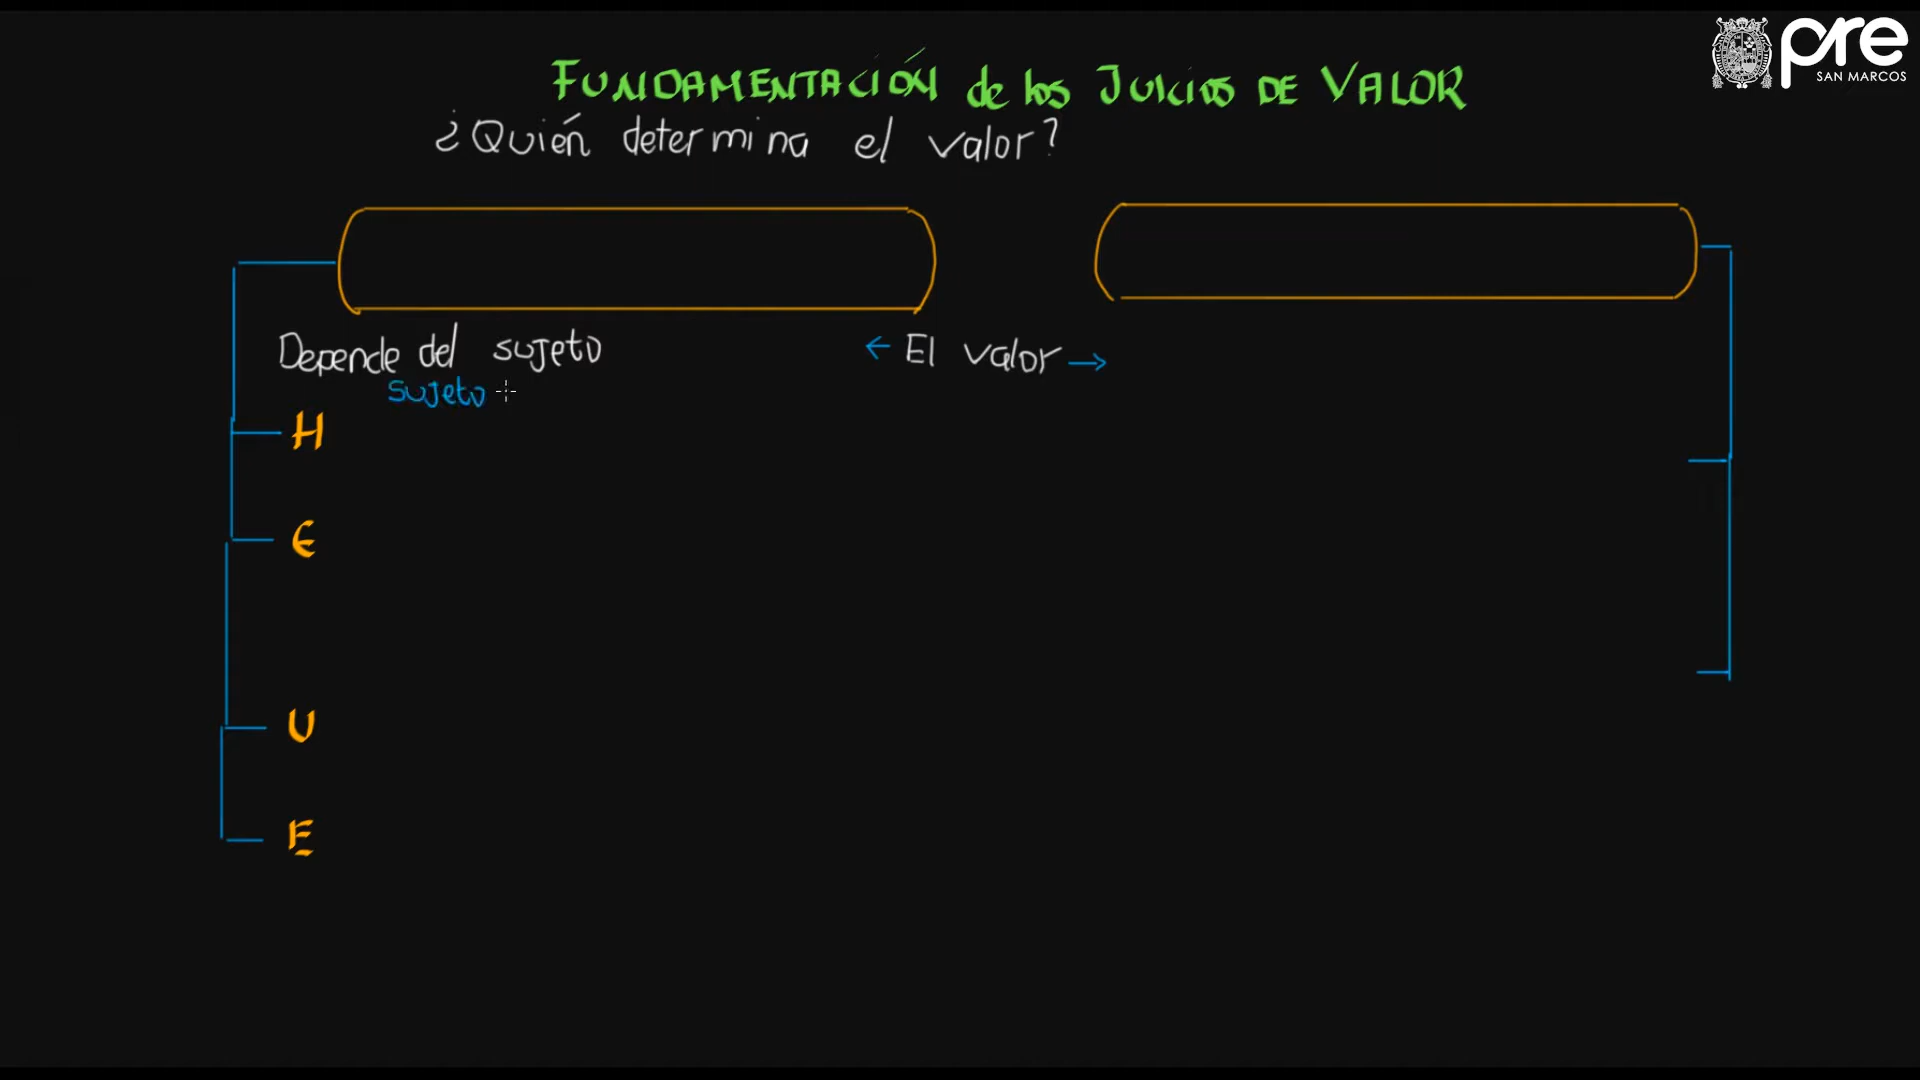 pre
SAN MARCOS
FUNDAMENTACIÓN de los JUICIOS DE VALOR
¿Quién determina el valor?
Depende del sujeto
← El valor →
sujeto
H
E
U
E